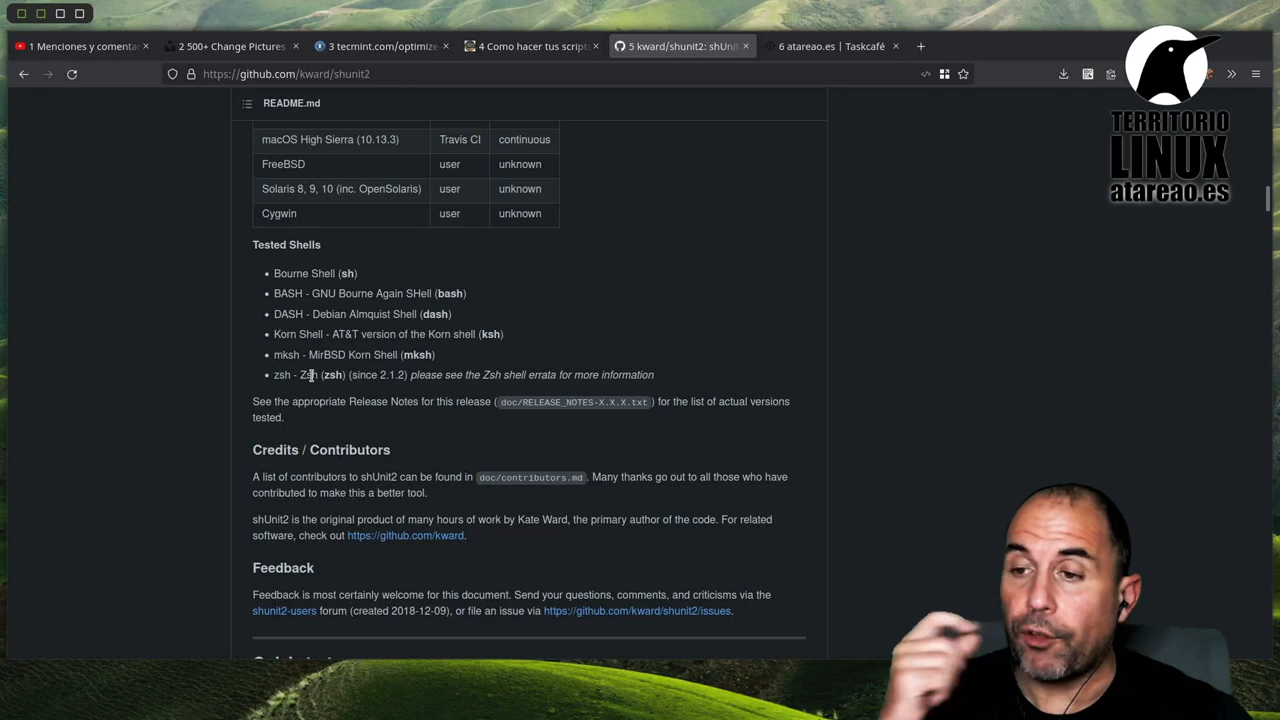 1 Menciones y comenta
2 500+ Change Pictures
3 tecmint.com/optimize
4 Como hacer tus script
5 kward/shunit2: shUnit
6 atareao.es | Taskcafé
https://github.com/kward/shunit2
TERRITORIO
LINUX
atareao.es
README.md
macOS High Sierra (10.13.3) Travis CI continuous
FreeBSD user unknown
Solaris 8, 9, 10 (inc. OpenSolaris) user unknown
Cygwin user unknown
Tested Shells
• Bourne Shell (sh)
• BASH - GNU Bourne Again SHell (bash)
• DASH - Debian Almquist Shell (dash)
• Korn Shell - AT&T version of the Korn shell (ksh)
• mksh - MirBSD Korn Shell (mksh)
• zsh - Zsh (zsh) (since 2.1.2) please see the Zsh shell errata for more information
See the appropriate Release Notes for this release ( doc/RELEASE_NOTES-X.X.X.txt ) for the list of actual versions
tested.
Credits / Contributors
A list of contributors to shUnit2 can be found in doc/contributors.md . Many thanks go out to all those who have
contributed to make this a better tool.
shUnit2 is the original product of many hours of work by Kate Ward, the primary author of the code. For related
software, check out https://github.com/kward.
Feedback
Feedback is most certainly welcome for this document. Send your questions, comments, and criticisms via the
shunit2-users forum (created 2018-12-09), or file an issue via https://github.com/kward/shunit2/issues.